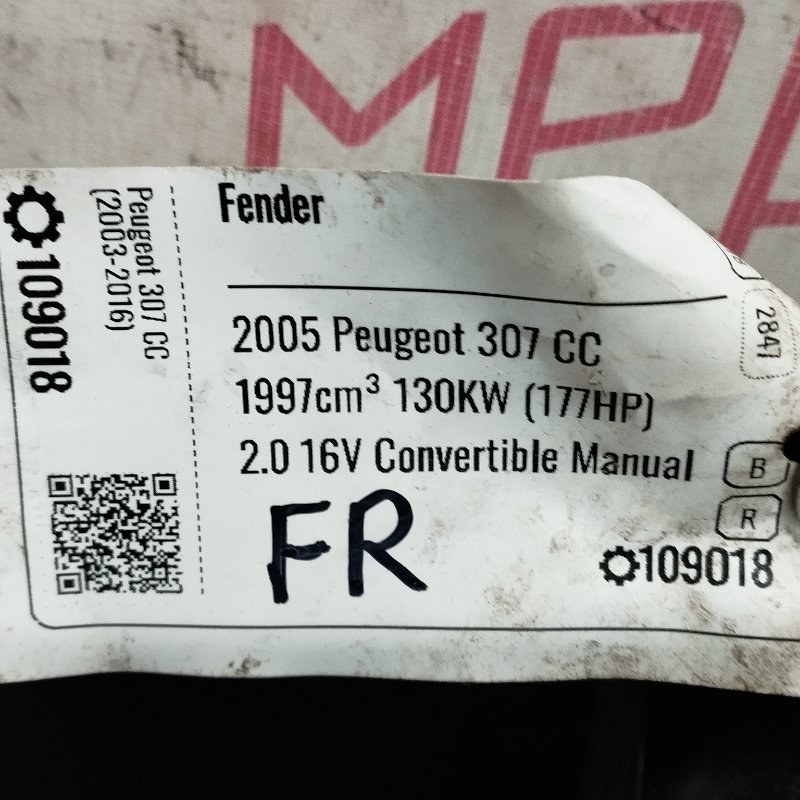 MP
Fender
2005 Peugeot 307 CC
1997cm³ 130KW (177HP)
2.0 16V Convertible Manual
FR
109018
B
R
2847
109018
Peugeot 307 CC
(2003-2016)